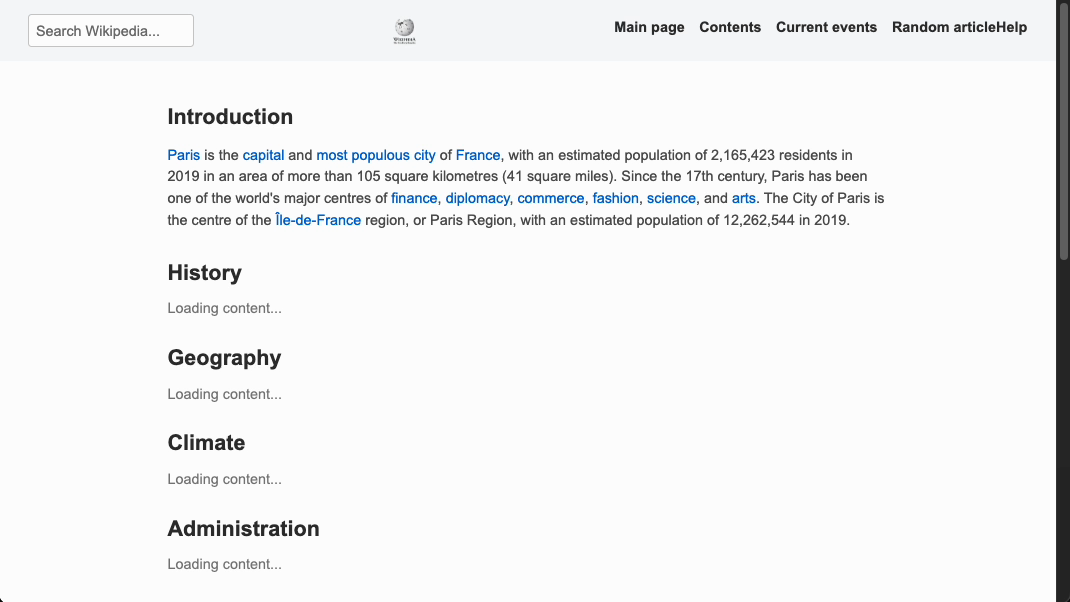 Search Wikipedia...
WIKIPEDIA
Main page Contents Current events Random articleHelp
Introduction
Paris is the capital and most populous city of France, with an estimated population of 2,165,423 residents in
2019 in an area of more than 105 square kilometres (41 square miles). Since the 17th century, Paris has been
one of the world's major centres of finance, diplomacy, commerce, fashion, science, and arts. The City of Paris is
the centre of the Île-de-France region, or Paris Region, with an estimated population of 12,262,544 in 2019.
History
Loading content...
Geography
Loading content...
Climate
Loading content...
Administration
Loading content...